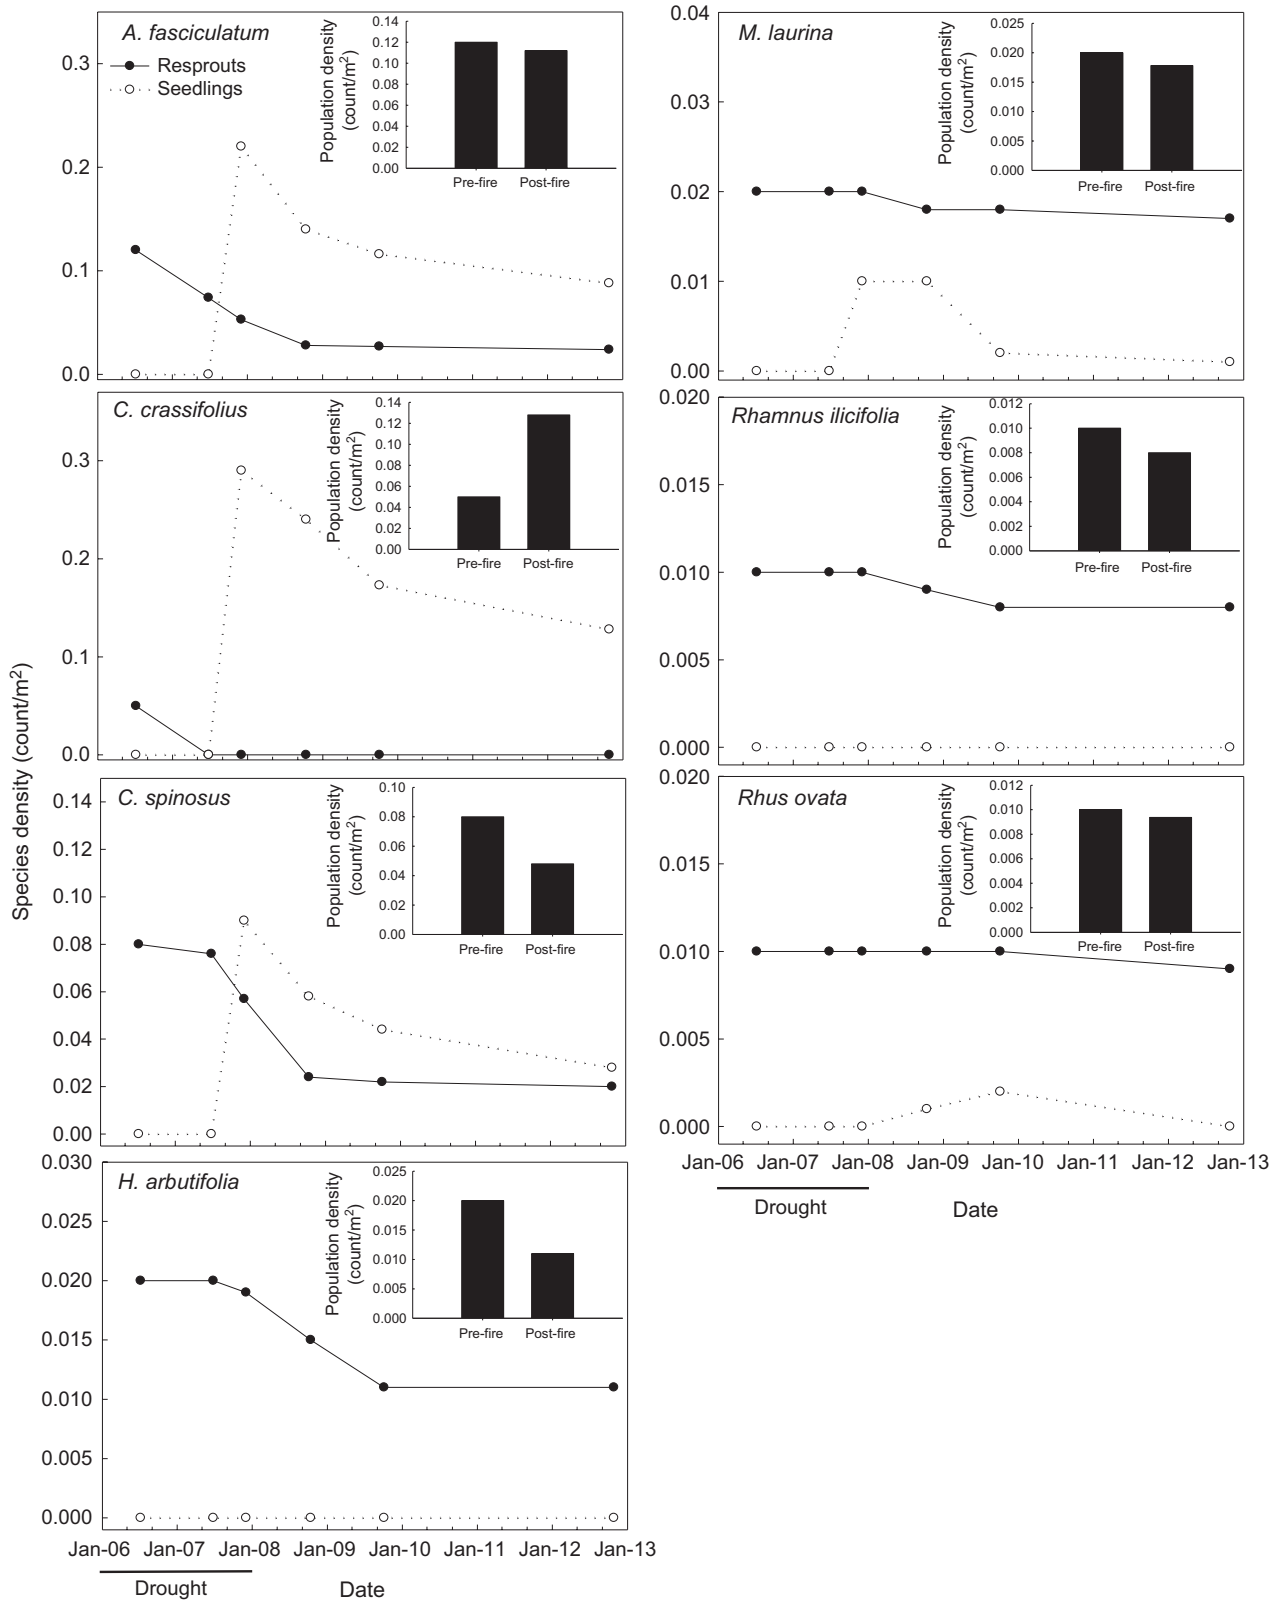 A. fasciculatum
Resprouts
Seedlings
0.3
0.2
0.1
0.0
Population density
(count/m2)
0.14
0.12
0.10
0.08
0.06
0.04
0.02
0.00
Pre-fire Post-fire
C. crassifolius
0.3
0.2
0.1
0.0
Population density
(count/m2)
0.14
0.12
0.10
0.08
0.06
0.04
0.02
0.00
Pre-fire Post-fire
Species density (count/m2)
C. spinosus
0.14
0.12
0.10
0.08
0.06
0.04
0.02
0.00
Population density
(count/m2)
0.10
0.08
0.06
0.04
0.02
0.00
Pre-fire Post-fire
H. arbutifolia
0.030
0.025
0.020
0.015
0.010
0.005
0.000
Population density
(count/m2)
0.025
0.020
0.015
0.010
0.005
0.000
Pre-fire Post-fire
Jan-06 Jan-07 Jan-08 Jan-09 Jan-10 Jan-11 Jan-12 Jan-13
Drought Date
M. laurina
0.04
0.03
0.02
0.01
0.00
Population density
(count/m2)
0.025
0.020
0.015
0.010
0.005
0.000
Pre-fire Post-fire
Rhamnus ilicifolia
0.020
0.015
0.010
0.005
0.000
Population density
(count/m2)
0.012
0.010
0.008
0.006
0.004
0.002
0.000
Pre-fire Post-fire
Rhus ovata
0.020
0.015
0.010
0.005
0.000
Population density
(count/m2)
0.012
0.010
0.008
0.006
0.004
0.002
0.000
Pre-fire Post-fire
Jan-06 Jan-07 Jan-08 Jan-09 Jan-10 Jan-11 Jan-12 Jan-13
Drought Date